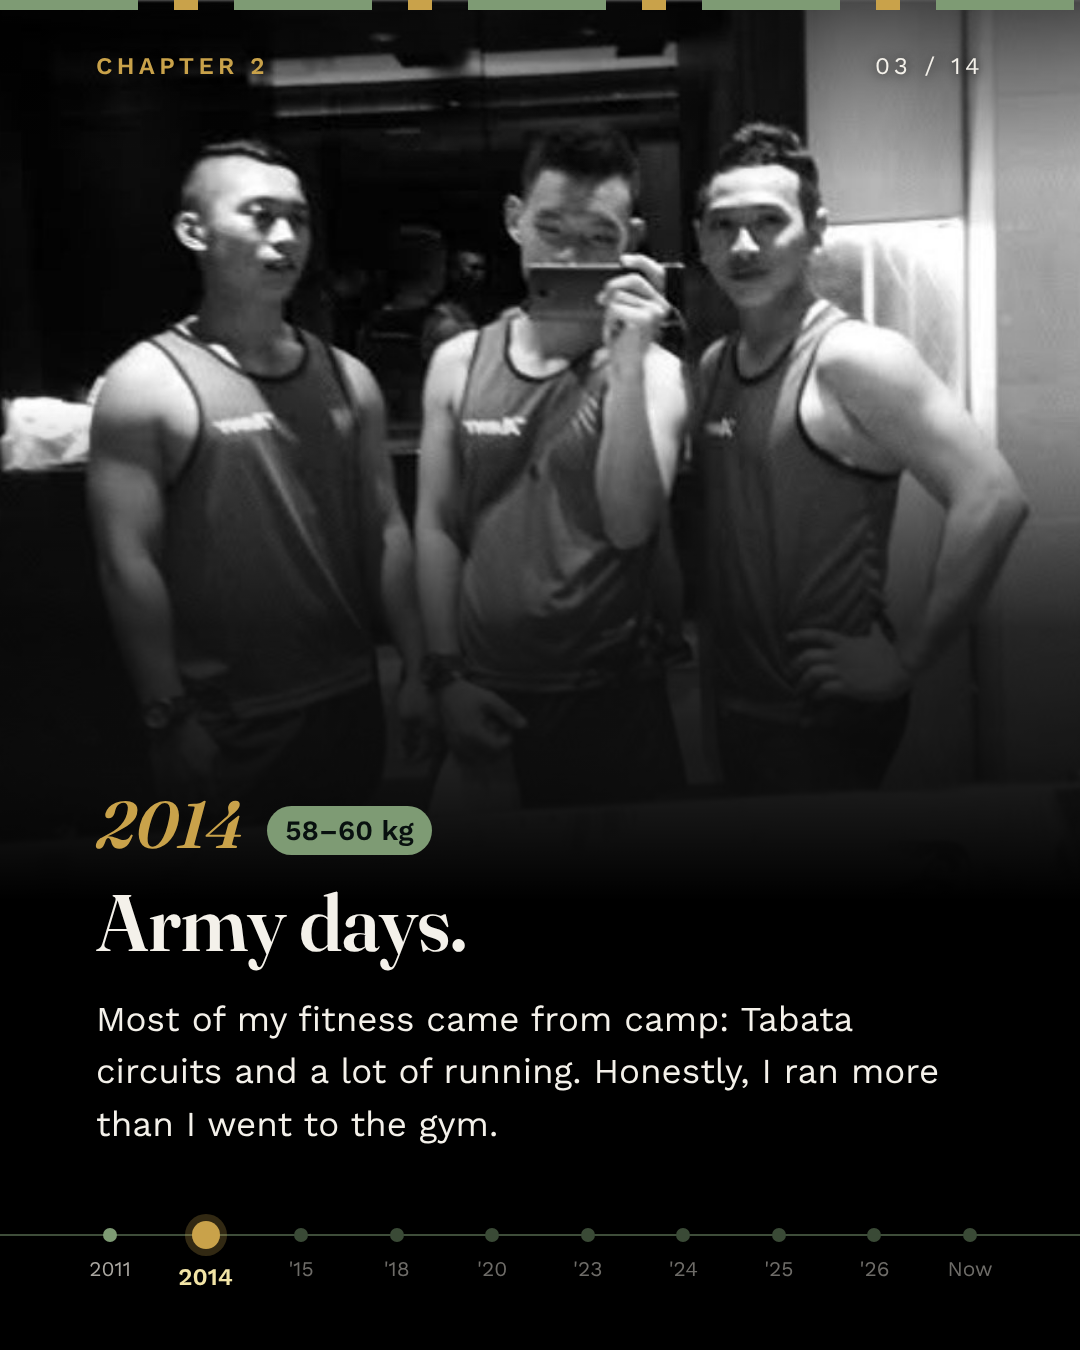 CHAPTER 2
03 / 14
2014
58–60 kg
Army days.
Most of my fitness came from camp: Tabata
circuits and a lot of running. Honestly, I ran more
than I went to the gym.
2011
2014
'15
'18
'20
'23
'24
'25
'26
Now